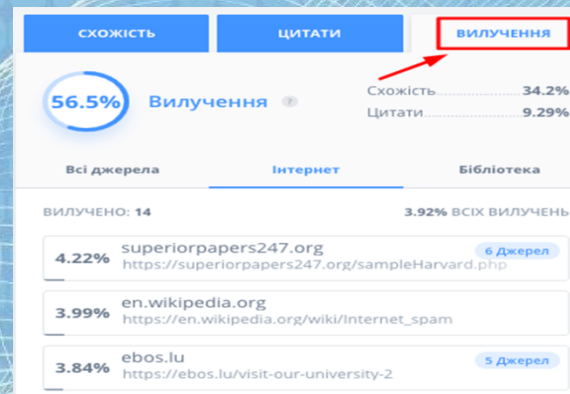 СХОЖІСТЬ ЦИТАТИ ВИЛУЧЕННЯ
56.5% Вилучення ?
Схожість 34.2%
Цитати 9.29%
Всі джерела Інтернет Бібліотека
ВИЛУЧЕНО: 14 3.92% ВСІХ ВИЛУЧЕНЬ
4.22% superiorpapers247.org 6 Джерел
https://superiorpapers247.org/sampleHarvard.php
3.99% en.wikipedia.org
https://en.wikipedia.org/wiki/Internet_spam
3.84% ebos.lu 5 Джерел
https://ebos.lu/visit-our-university-2